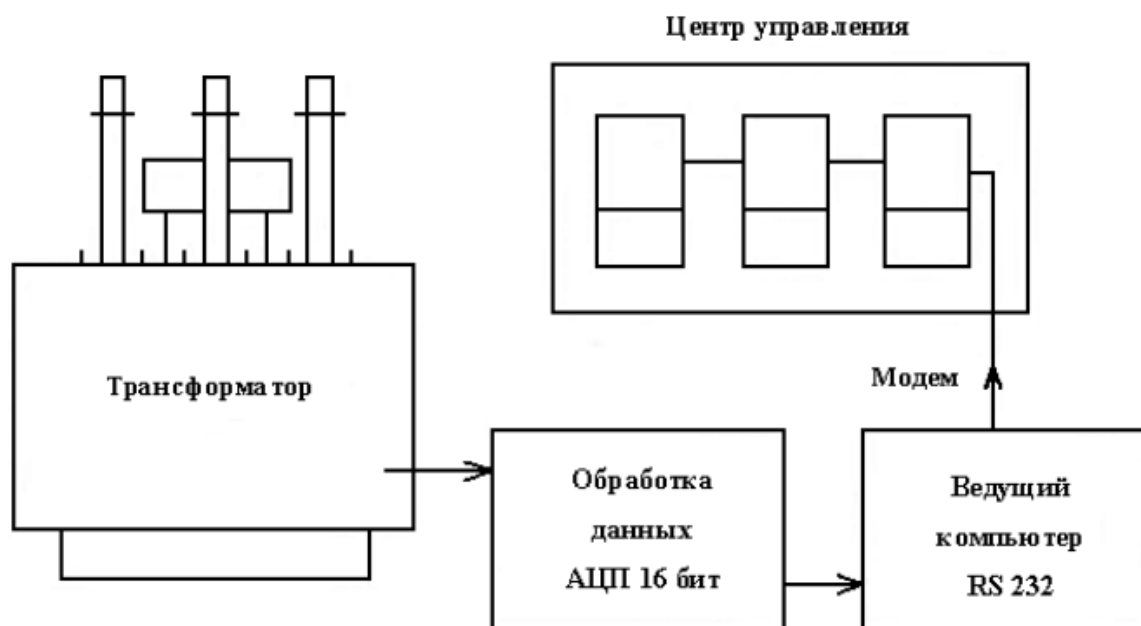 Центр управления
Трансформатор
Модем
Обработка
данных
АЦП 16 бит
Ведущий
компьютер
RS 232